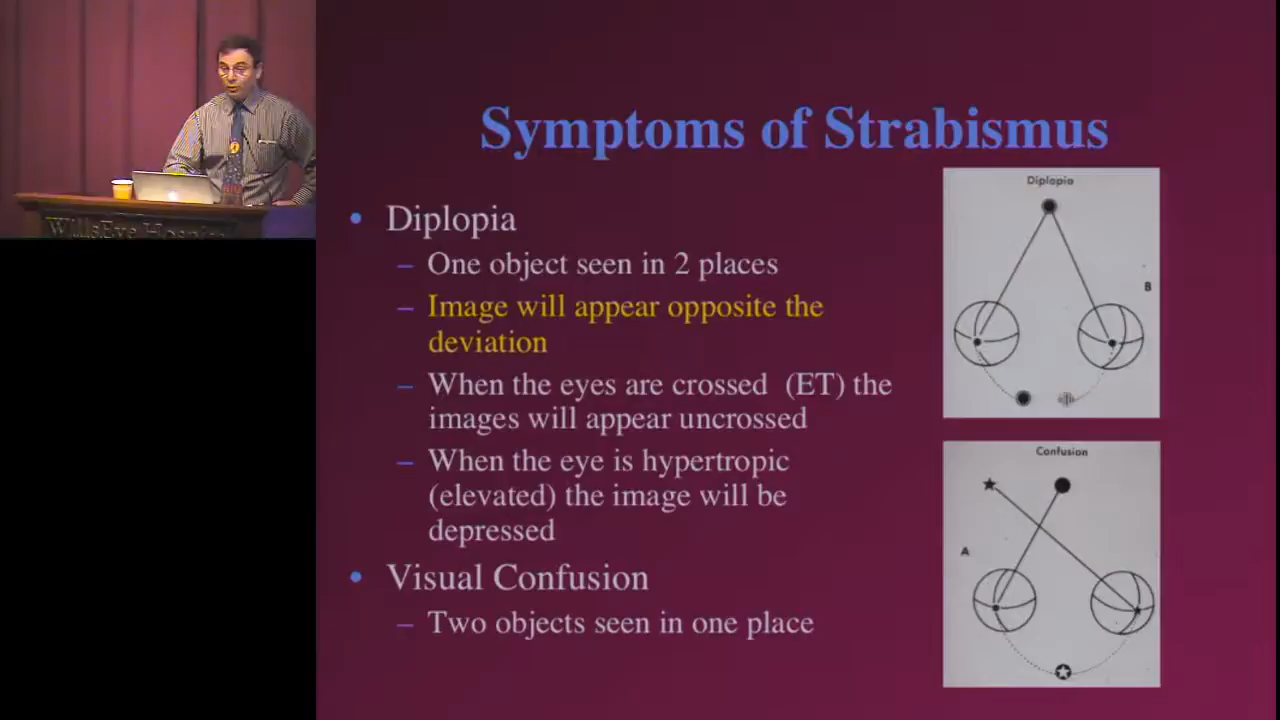 Symptoms of Strabismus
• Diplopia
– One object seen in 2 places
– Image will appear opposite the
deviation
– When the eyes are crossed (ET) the
images will appear uncrossed
– When the eye is hypertropic
(elevated) the image will be
depressed
• Visual Confusion
– Two objects seen in one place
Diplopia
B
Confusion
A
WillsEye Hospital